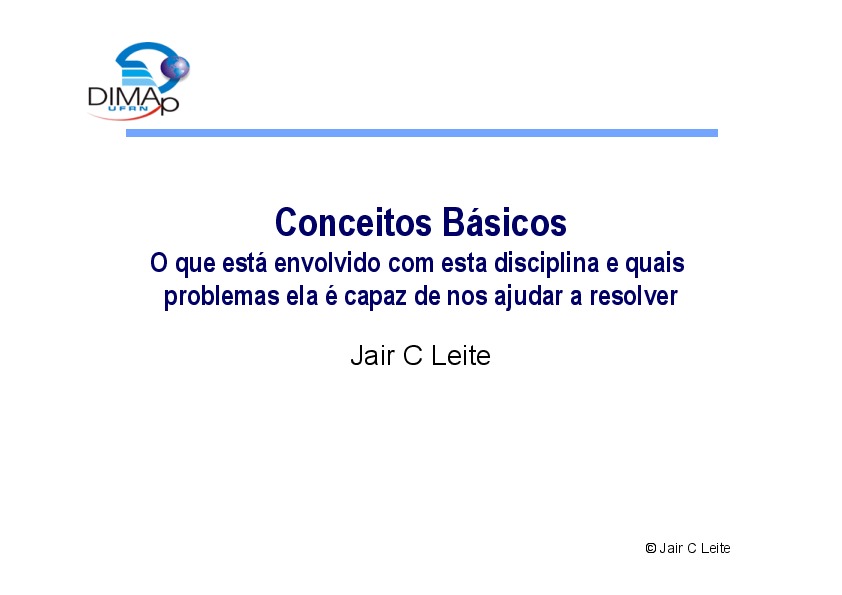 DIMAp
UFRN
Conceitos Básicos
O que está envolvido com esta disciplina e quais
problemas ela é capaz de nos ajudar a resolver
Jair C Leite
© Jair C Leite